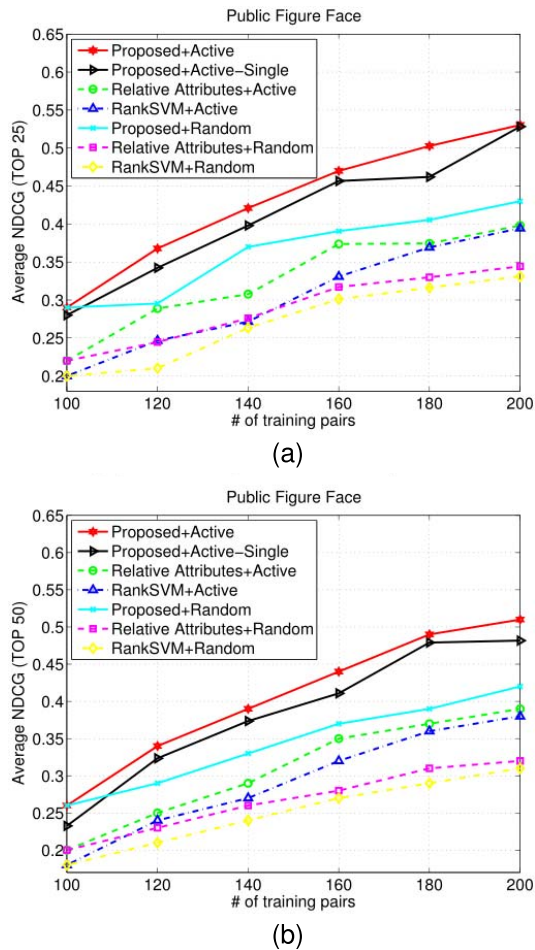 Public Figure Face
0.65
0.6
0.55
0.5
0.45
0.4
0.35
0.3
0.25
0.2
Average NDCG (TOP 25)
Proposed+Active
Proposed+Active−Single
Relative Attributes+Active
RankSVM+Active
Proposed+Random
Relative Attributes+Random
RankSVM+Random
100 120 140 160 180 200
# of training pairs
(a)
Public Figure Face
0.65
0.6
0.55
0.5
0.45
0.4
0.35
0.3
0.25
0.2
Average NDCG (TOP 50)
Proposed+Active
Proposed+Active−Single
Relative Attributes+Active
RankSVM+Active
Proposed+Random
Relative Attributes+Random
RankSVM+Random
100 120 140 160 180 200
# of training pairs
(b)